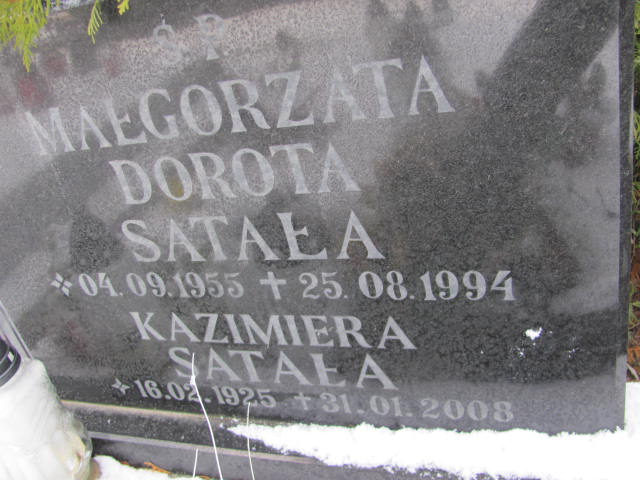 Ś P
MAŁGORZATA
DOROTA
SATAŁA
04.09.1955 ✝ 25.08.1994
KAZIMIERA
SATAŁA
16.02.1925 ✝ 31.01.2008